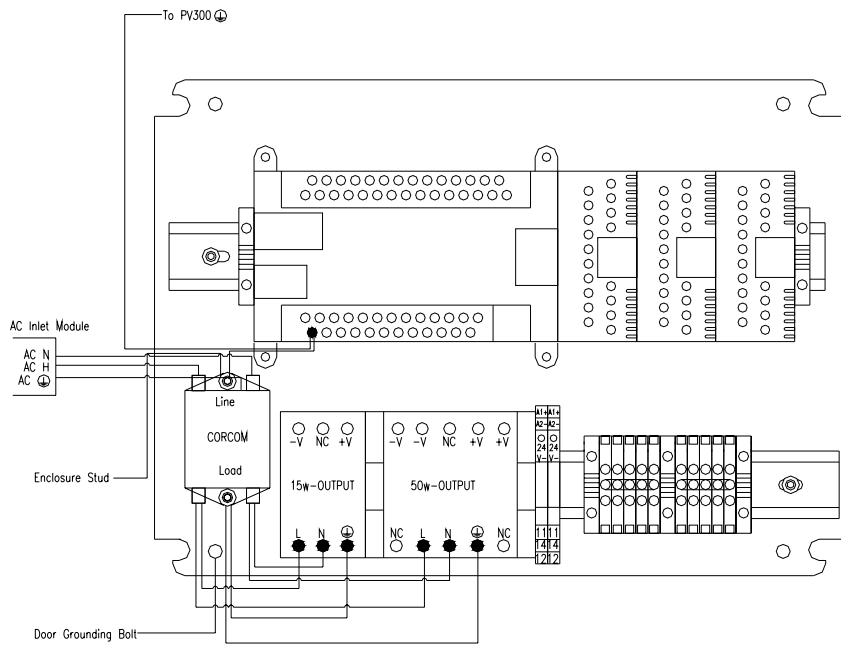 To PV300
AC Inlet Module
AC N
AC H
AC
Line
CORCOM
Load
Enclosure Stud
-V NC +V
15w-OUTPUT
L N
-V -V NC +V +V
50w-OUTPUT
NC L N NC
A1+ A1+
A2- A2-
24 24
V- V-
11 11
14 14
12 12
Door Grounding Bolt